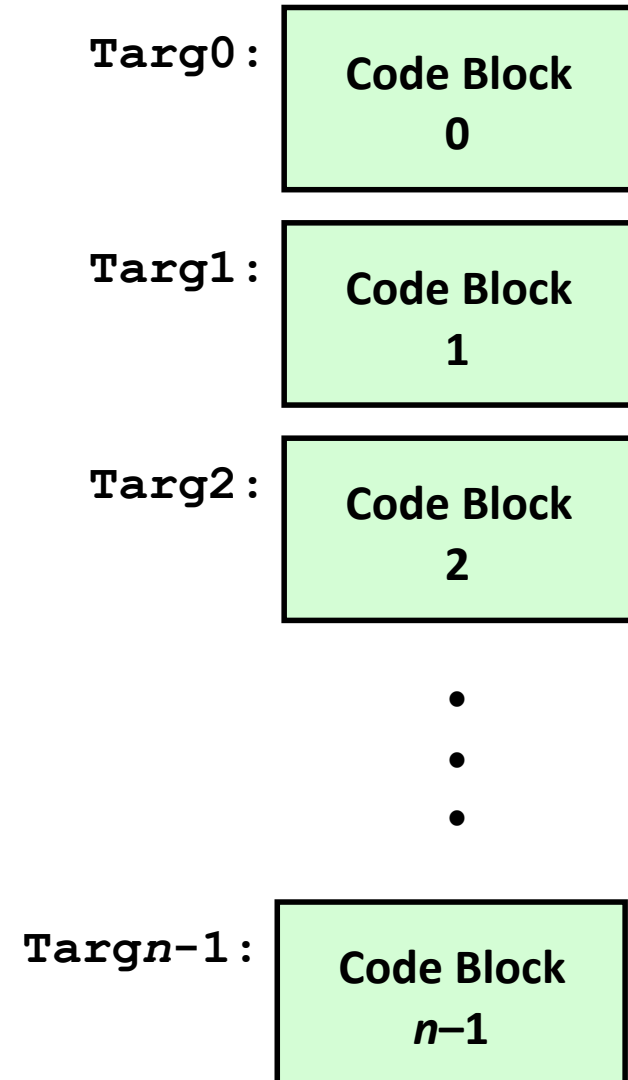 Targ0:
Code Block
0
Targ1:
Code Block
1
Targ2:
Code Block
2
•
•
•
Targn-1:
Code Block
n–1